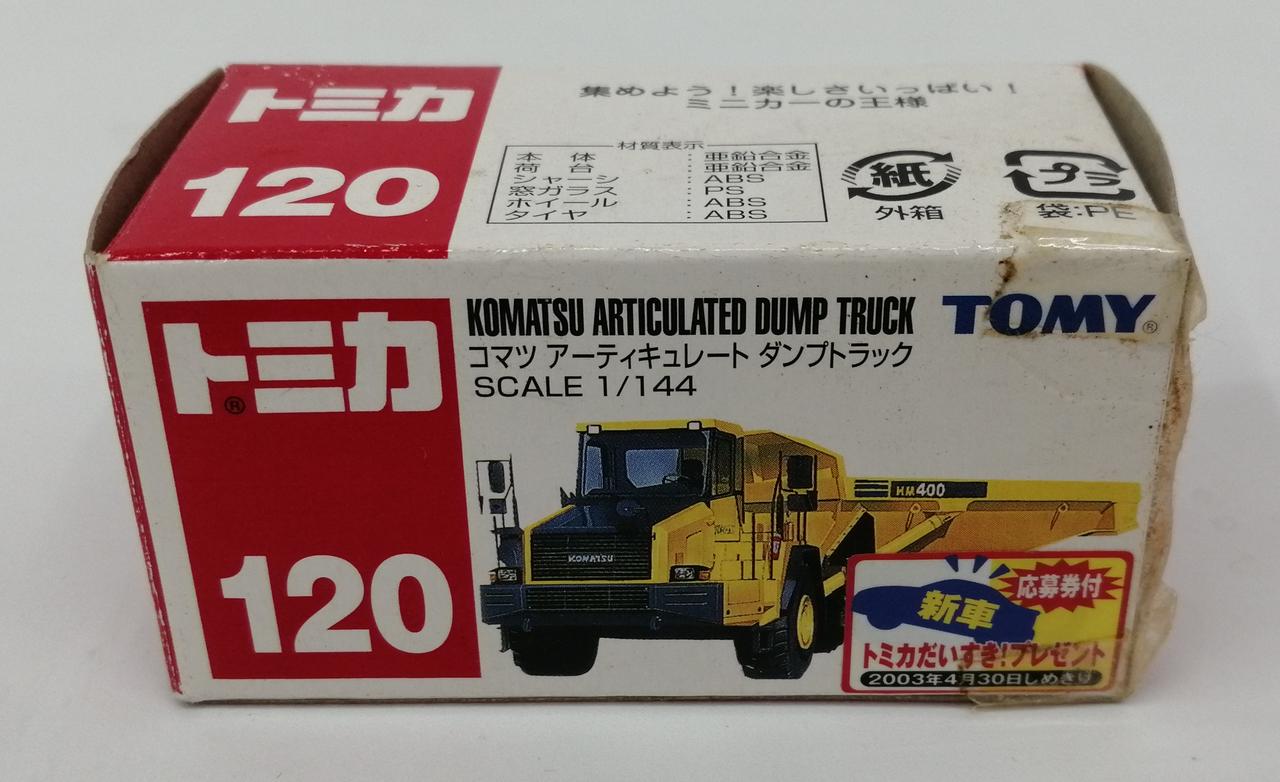 トミカ
120
集めよう！楽しさいっぱい！
ミニカーの王様
材質表示
本体：亜鉛合金
荷台：亜鉛合金
シャーシ：ABS
窓ガラス：PS
ホイール：ABS
タイヤ：ABS
紙
外箱
プラ
袋:PE
トミカ®
120
KOMATSU ARTICULATED DUMP TRUCK
コマツ アーティキュレート ダンプトラック
SCALE 1/144
TOMY®
HM400
KOMATSU
新車
応募券付
トミカだいすき!プレゼント
2003年4月30日しめきり